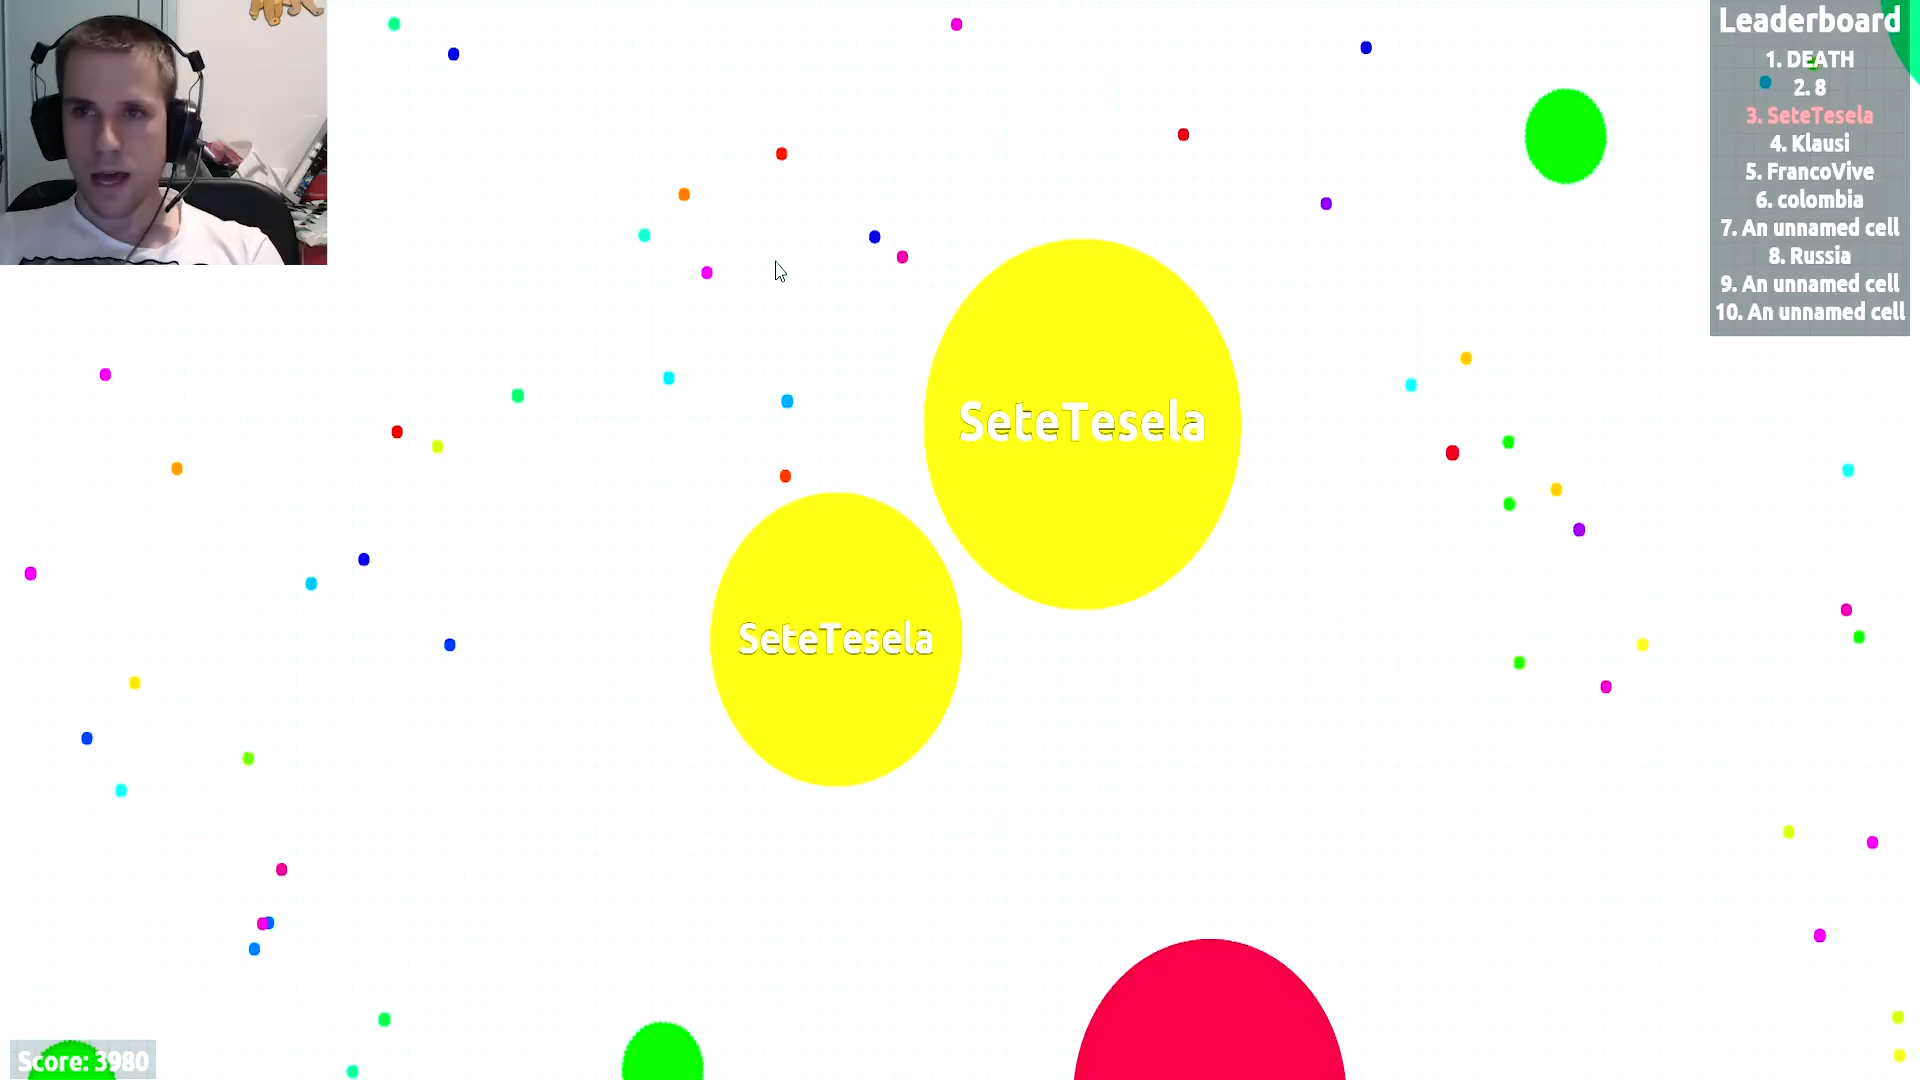 Leaderboard
1. DEATH
2. 8
3. SeteTesela
4. Klausi
5. FrancoVive
6. colombia
7. An unnamed cell
8. Russia
9. An unnamed cell
10. An unnamed cell
SeteTesela
SeteTesela
Score: 3980